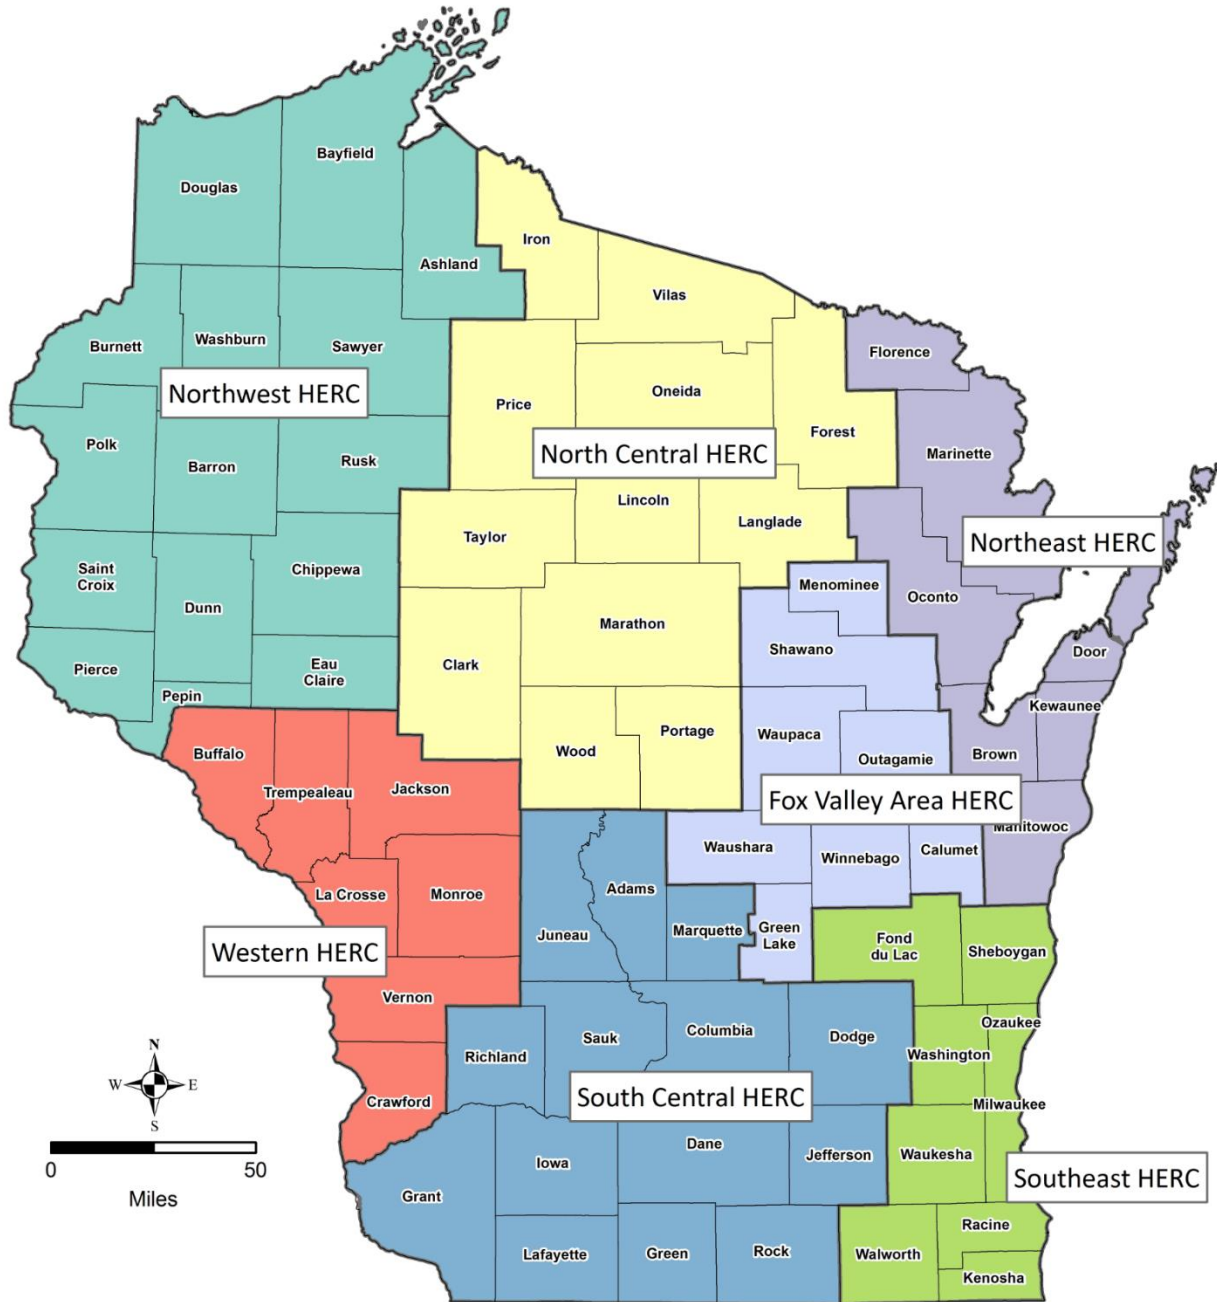 Bayfield
Douglas
Iron
Ashland
Vilas
Burnett
Washburn
Sawyer
Florence
Northwest HERC
Oneida
Price
Forest
Polk
Barron
Rusk
North Central HERC
Marinette
Lincoln
Langlade
Taylor
Northeast HERC
Saint
Croix
Chippewa
Menominee
Dunn
Oconto
Marathon
Shawano
Door
Pierce
Eau
Claire
Clark
Pepin
Kewaunee
Buffalo
Wood
Portage
Waupaca
Outagamie
Brown
Trempealeau
Jackson
Fox Valley Area HERC
Manitowoc
Waushara
Winnebago
Calumet
La Crosse
Monroe
Adams
Juneau
Marquette
Green
Lake
Fond
du Lac
Sheboygan
Western HERC
Vernon
Sauk
Columbia
Dodge
Ozaukee
Richland
Washington
N
W
E
S
Crawford
South Central HERC
Milwaukee
Dane
Jefferson
Waukesha
Iowa
0
50
Miles
Southeast HERC
Grant
Racine
Lafayette
Green
Rock
Walworth
Kenosha